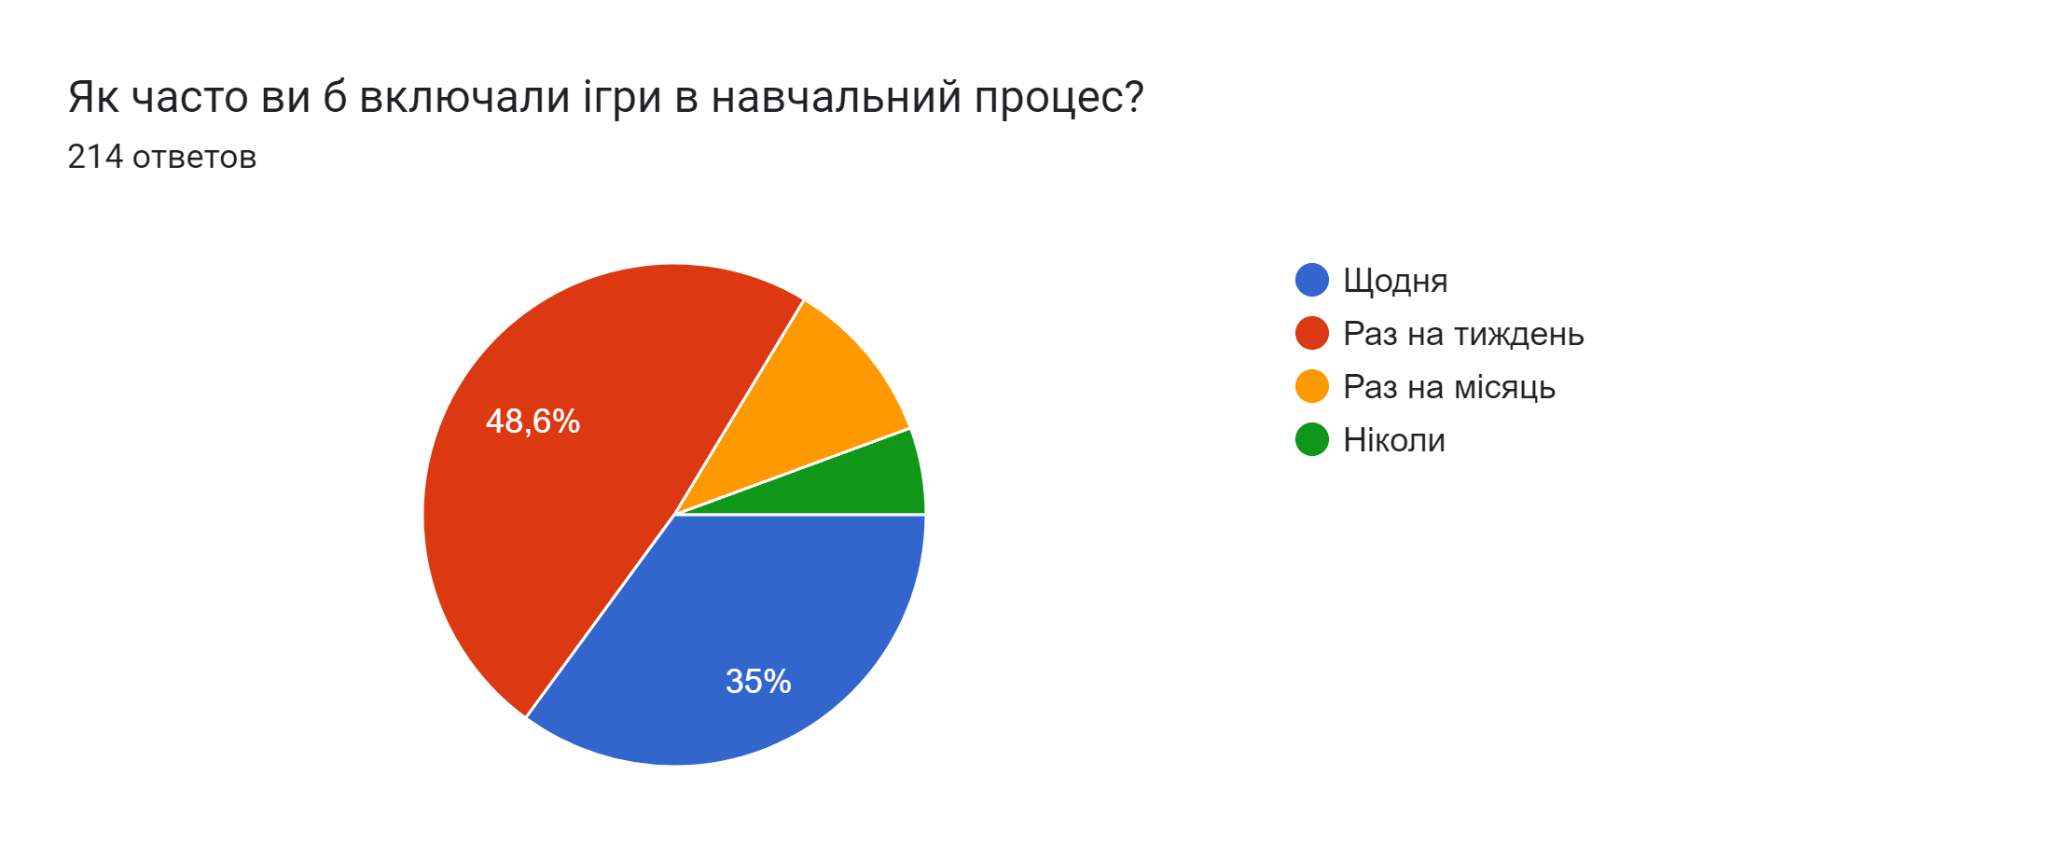 Як часто ви б включали ігри в навчальний процес?
214 ответов
48,6%
35%
Щодня
Раз на тиждень
Раз на місяць
Ніколи